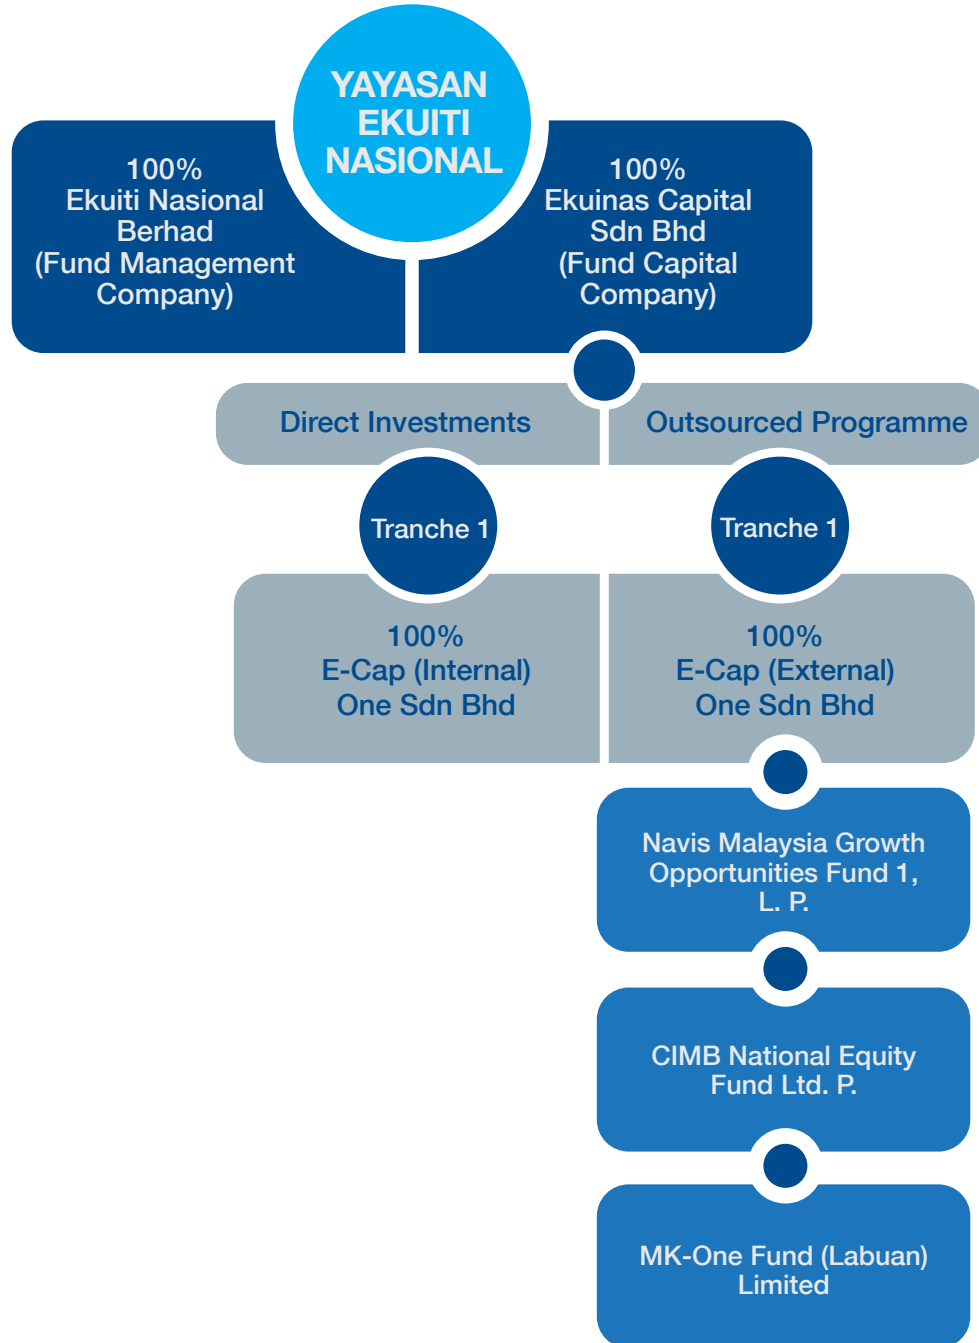 YAYASAN
EKUITI
NASIONAL
100%
Ekuiti Nasional
Berhad
(Fund Management
Company)
100%
Ekuinas Capital
Sdn Bhd
(Fund Capital
Company)
Direct Investments
Outsourced Programme
Tranche 1
Tranche 1
100%
E-Cap (Internal)
One Sdn Bhd
100%
E-Cap (External)
One Sdn Bhd
Navis Malaysia Growth
Opportunities Fund 1,
L. P.
CIMB National Equity
Fund Ltd. P.
MK-One Fund (Labuan)
Limited